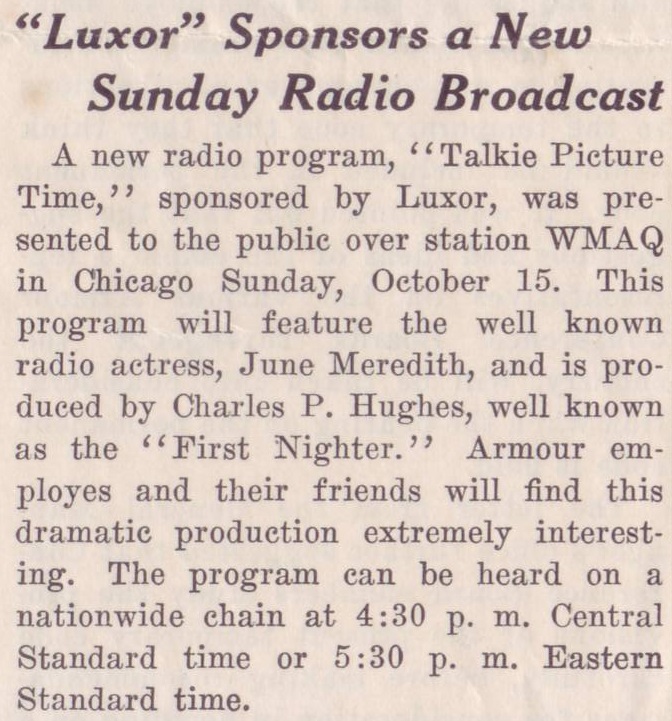 “Luxor” Sponsors a New
Sunday Radio Broadcast
A new radio program, ‘‘Talkie Picture
Time,’’ sponsored by Luxor, was pre-
sented to the public over station WMAQ
in Chicago Sunday, October 15. This
program will feature the well known
radio actress, June Meredith, and is pro-
duced by Charles P. Hughes, well known
as the ‘‘First Nighter.’’ Armour em-
ployes and their friends will find this
dramatic production extremely interest-
ing. The program can be heard on a
nationwide chain at 4:30 p. m. Central
Standard time or 5:30 p. m. Eastern
Standard time.